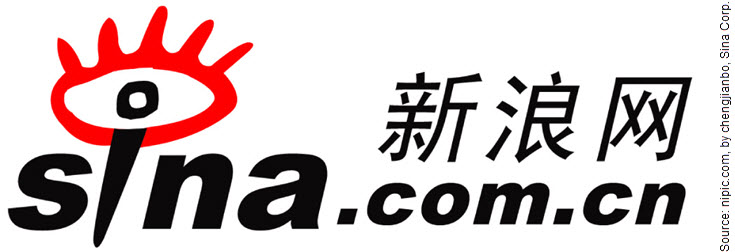 新浪网
sina.com.cn
Source: nipic.com, by chengjianbo, Sina Corp.